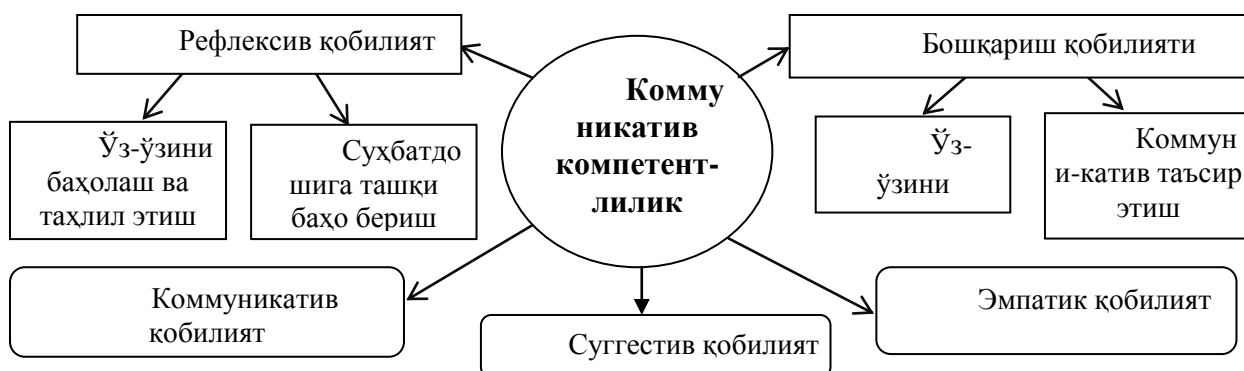 Рефлексив қобилият
Бошқариш қобилияти
Комму
никатив
компетент-
лилик
Ўз-ўзини
баҳолаш ва
таҳлил этиш
Суҳбатдо
шига ташқи
баҳо бериш
Ўз-
ўзини
Коммун
и-катив таъсир
этиш
Коммуникатив
қобилият
Суггестив қобилият
Эмпатик қобилият